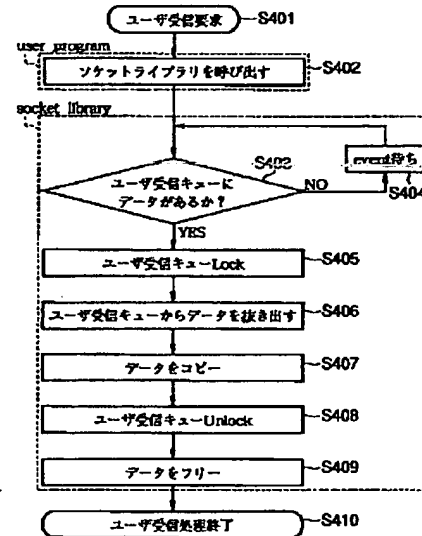 ユーザ受信要求
S401
user program
ソケットライブラリを呼び出す
S402
socket library
S403
ユーザ受信キューに
データがあるか?
NO
event待ち
S404
YES
ユーザ受信キューLock
S405
ユーザ受信キューからデータを抜き出す
S406
データをコピー
S407
ユーザ受信キューUnlock
S408
データをフリー
S409
ユーザ受信処理終了
S410